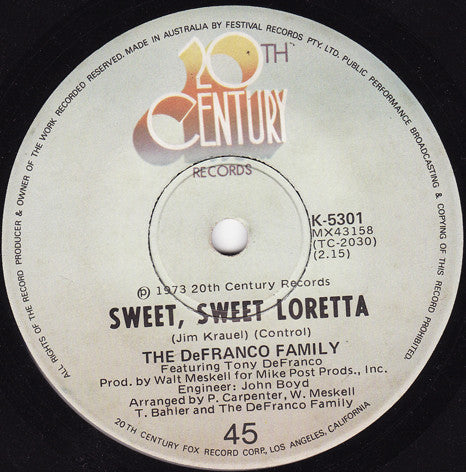 ALL RIGHTS OF THE RECORD PRODUCER & OWNER OF THE WORK RECORDED RESERVED. MADE IN AUSTRALIA BY FESTIVAL RECORDS PTY. LTD. PUBLIC PERFORMANCE BROADCASTING & COPYING OF THIS RECORD PROHIBITED
20TH
CENTURY
RECORDS
K-5301
MX43158
(TC-2030)
(2.15)
℗ 1973 20th Century Records
SWEET, SWEET LORETTA
(Jim Krauel) (Control)
THE DeFRANCO FAMILY
Featuring Tony DeFranco
Prod. by Walt Meskell for Mike Post Prods., Inc.
Engineer: John Boyd
Arranged by P. Carpenter, W. Meskell
T. Bahler and The DeFranco Family
20TH CENTURY FOX RECORD CORP., LOS ANGELES, CALIFORNIA
45